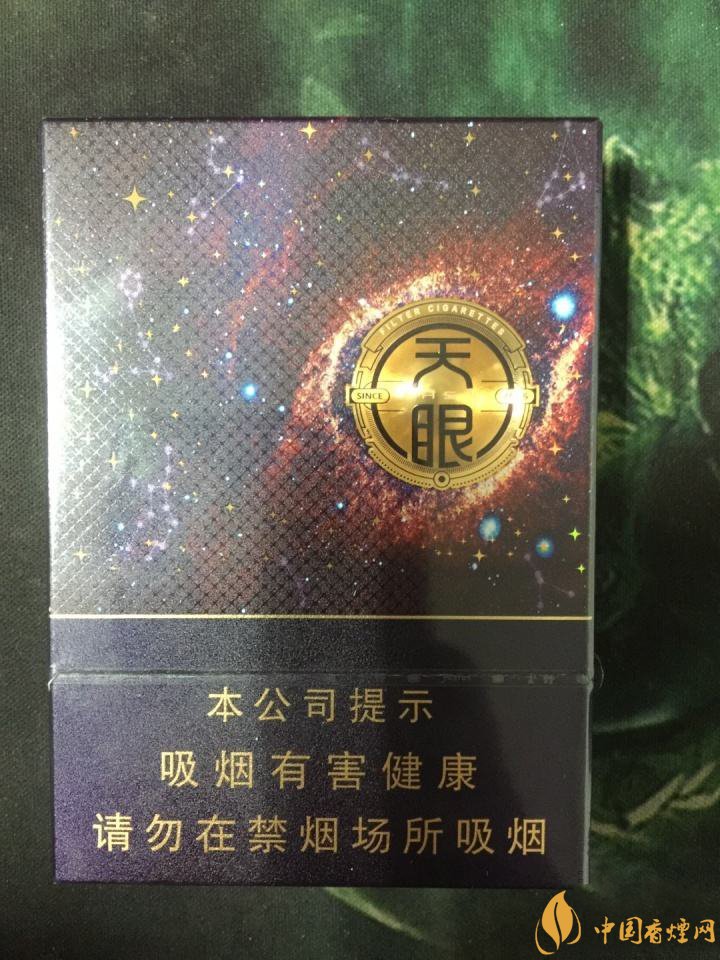 FILTER CIGARETTES
天
SINCE
眼
本公司提示
吸烟有害健康
请勿在禁烟场所吸烟
中国香煙网